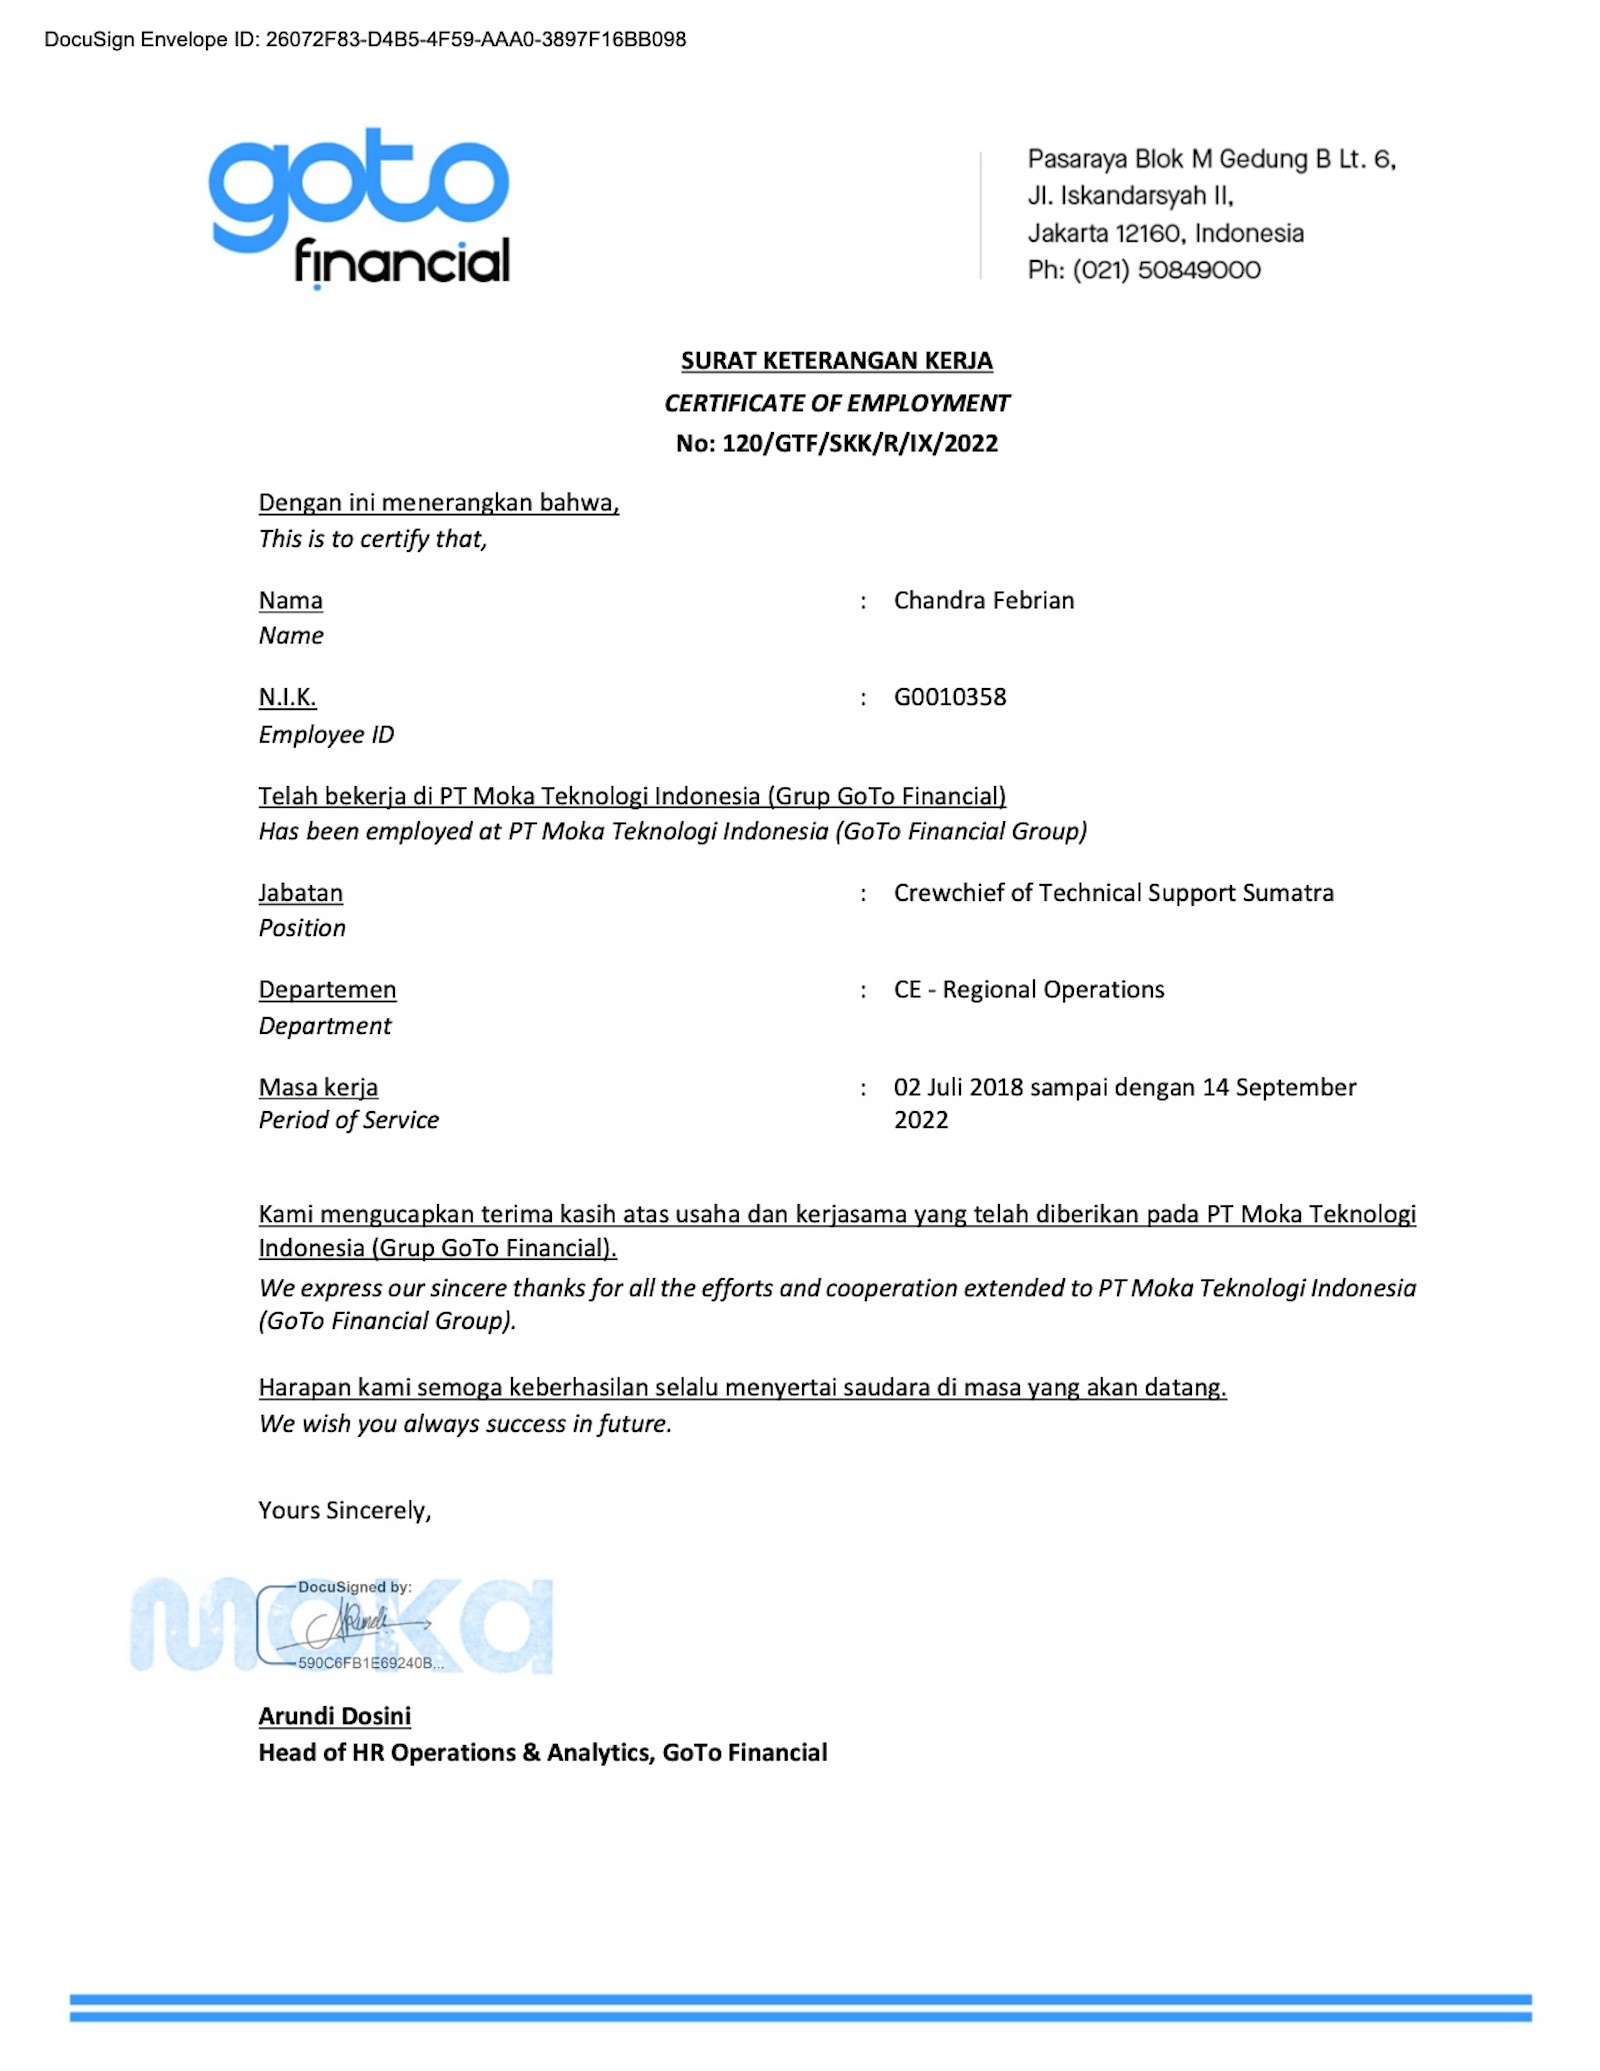 DocuSign Envelope ID: 26072F83-D4B5-4F59-AAA0-3897F16BB098
goto
financial
Pasaraya Blok M Gedung B Lt. 6,
Jl. Iskandarsyah II,
Jakarta 12160, Indonesia
Ph: (021) 50849000
SURAT KETERANGAN KERJA
CERTIFICATE OF EMPLOYMENT
No: 120/GTF/SKK/R/IX/2022
Dengan ini menerangkan bahwa,
This is to certify that,
Nama : Chandra Febrian
Name
N.I.K. : G0010358
Employee ID
Telah bekerja di PT Moka Teknologi Indonesia (Grup GoTo Financial)
Has been employed at PT Moka Teknologi Indonesia (GoTo Financial Group)
Jabatan : Crewchief of Technical Support Sumatra
Position
Departemen : CE - Regional Operations
Department
Masa kerja : 02 Juli 2018 sampai dengan 14 September
Period of Service 2022
Kami mengucapkan terima kasih atas usaha dan kerjasama yang telah diberikan pada PT Moka Teknologi
Indonesia (Grup GoTo Financial).
We express our sincere thanks for all the efforts and cooperation extended to PT Moka Teknologi Indonesia
(GoTo Financial Group).
Harapan kami semoga keberhasilan selalu menyertai saudara di masa yang akan datang.
We wish you always success in future.
Yours Sincerely,
moka
DocuSigned by:
590C6FB1E69240B...
Arundi Dosini
Head of HR Operations & Analytics, GoTo Financial